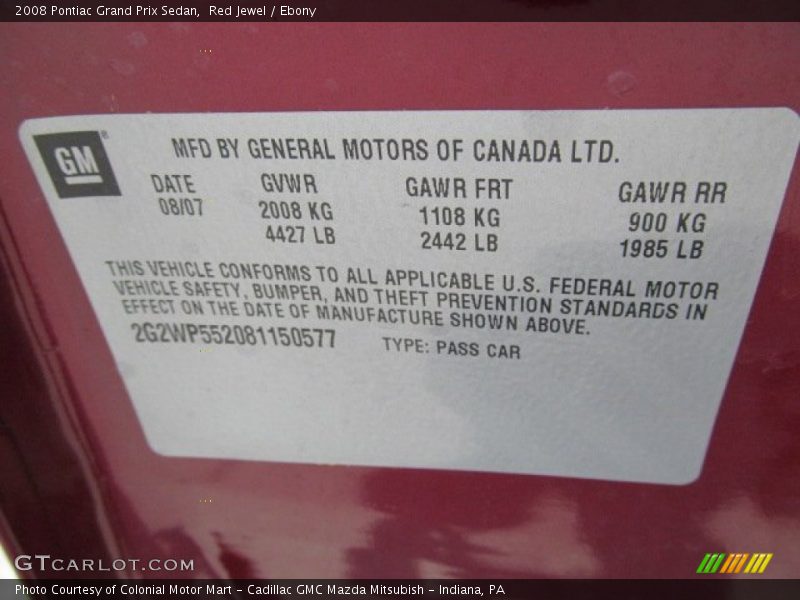 2008 Pontiac Grand Prix Sedan,  Red Jewel / Ebony
GM®
MFD BY GENERAL MOTORS OF CANADA LTD.
DATE GVWR GAWR FRT GAWR RR
08/07 2008 KG 1108 KG 900 KG
4427 LB 2442 LB 1985 LB
THIS VEHICLE CONFORMS TO ALL APPLICABLE U.S. FEDERAL MOTOR
VEHICLE SAFETY, BUMPER, AND THEFT PREVENTION STANDARDS IN
EFFECT ON THE DATE OF MANUFACTURE SHOWN ABOVE.
2G2WP552081150577 TYPE: PASS CAR
GTCARLOT.COM
Photo Courtesy of Colonial Motor Mart - Cadillac GMC Mazda Mitsubish - Indiana, PA